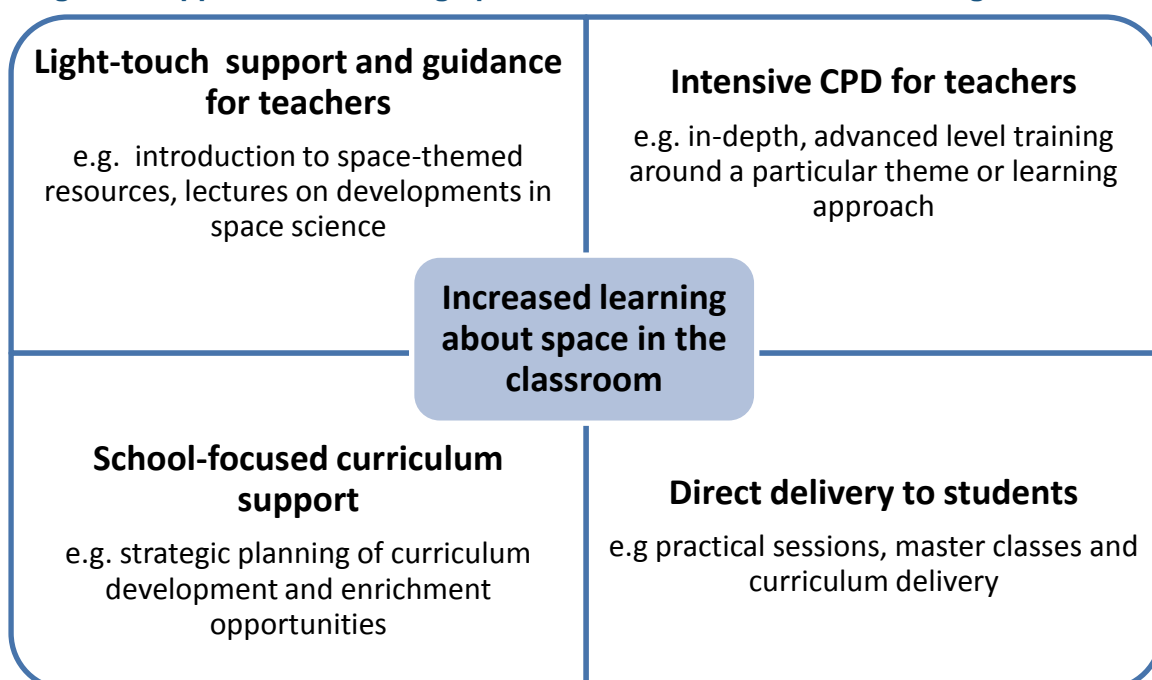 Light-touch  support and guidance
for teachers
e.g.  introduction to space-themed
resources, lectures on developments in
space science
Intensive CPD for teachers
e.g. in-depth, advanced level training
around a particular theme or learning
approach
Increased learning
about space in the
classroom
School-focused curriculum
support
e.g. strategic planning of curriculum
development and enrichment
opportunities
Direct delivery to students
e.g practical sessions, master classes and
curriculum delivery